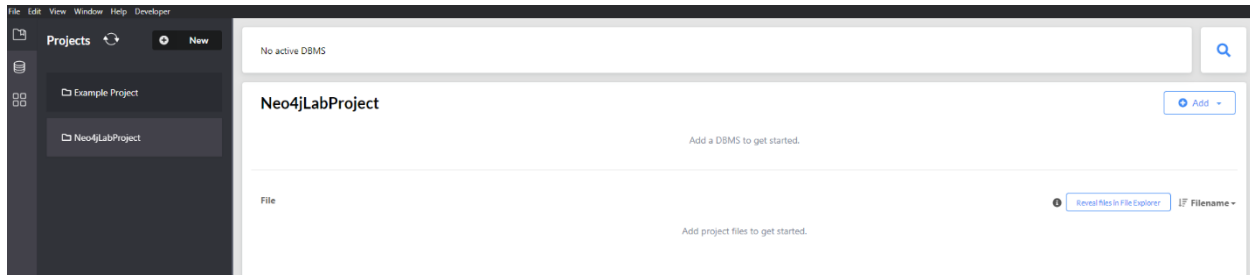 File Edit View Window Help Developer
Projects
New
Example Project
Neo4jLabProject
No active DBMS
Neo4jLabProject
Add
Add a DBMS to get started.
File
Reveal files in File Explorer
Filename
Add project files to get started.